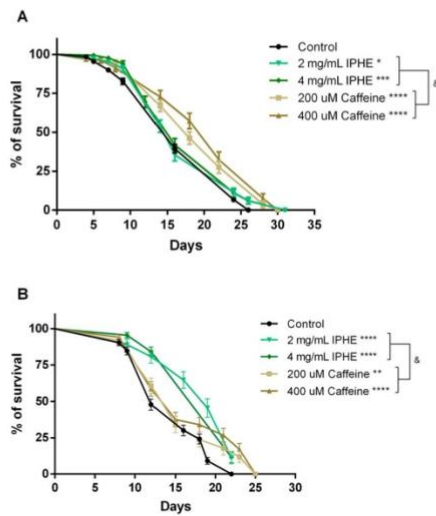 A
% of survival
100
75
50
25
0
0 5 10 15 20 25 30 35
Days
Control
2 mg/mL IPHE *
4 mg/mL IPHE ***
200 uM Caffeine ****
400 uM Caffeine ****
&
B
% of survival
100
75
50
25
0
0 5 10 15 20 25 30
Days
Control
2 mg/mL IPHE ****
4 mg/mL IPHE ****
200 uM Caffeine **
400 uM Caffeine ****
&